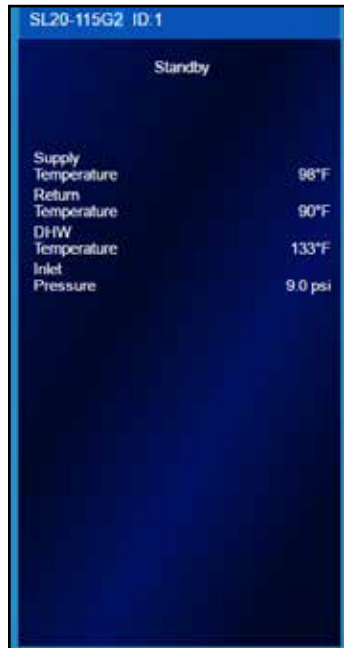 SL20-115G2 ID:1
Standby
Supply
Temperature 98°F
Return
Temperature 90°F
DHW
Temperature 133°F
Inlet
Pressure 9.0 psi